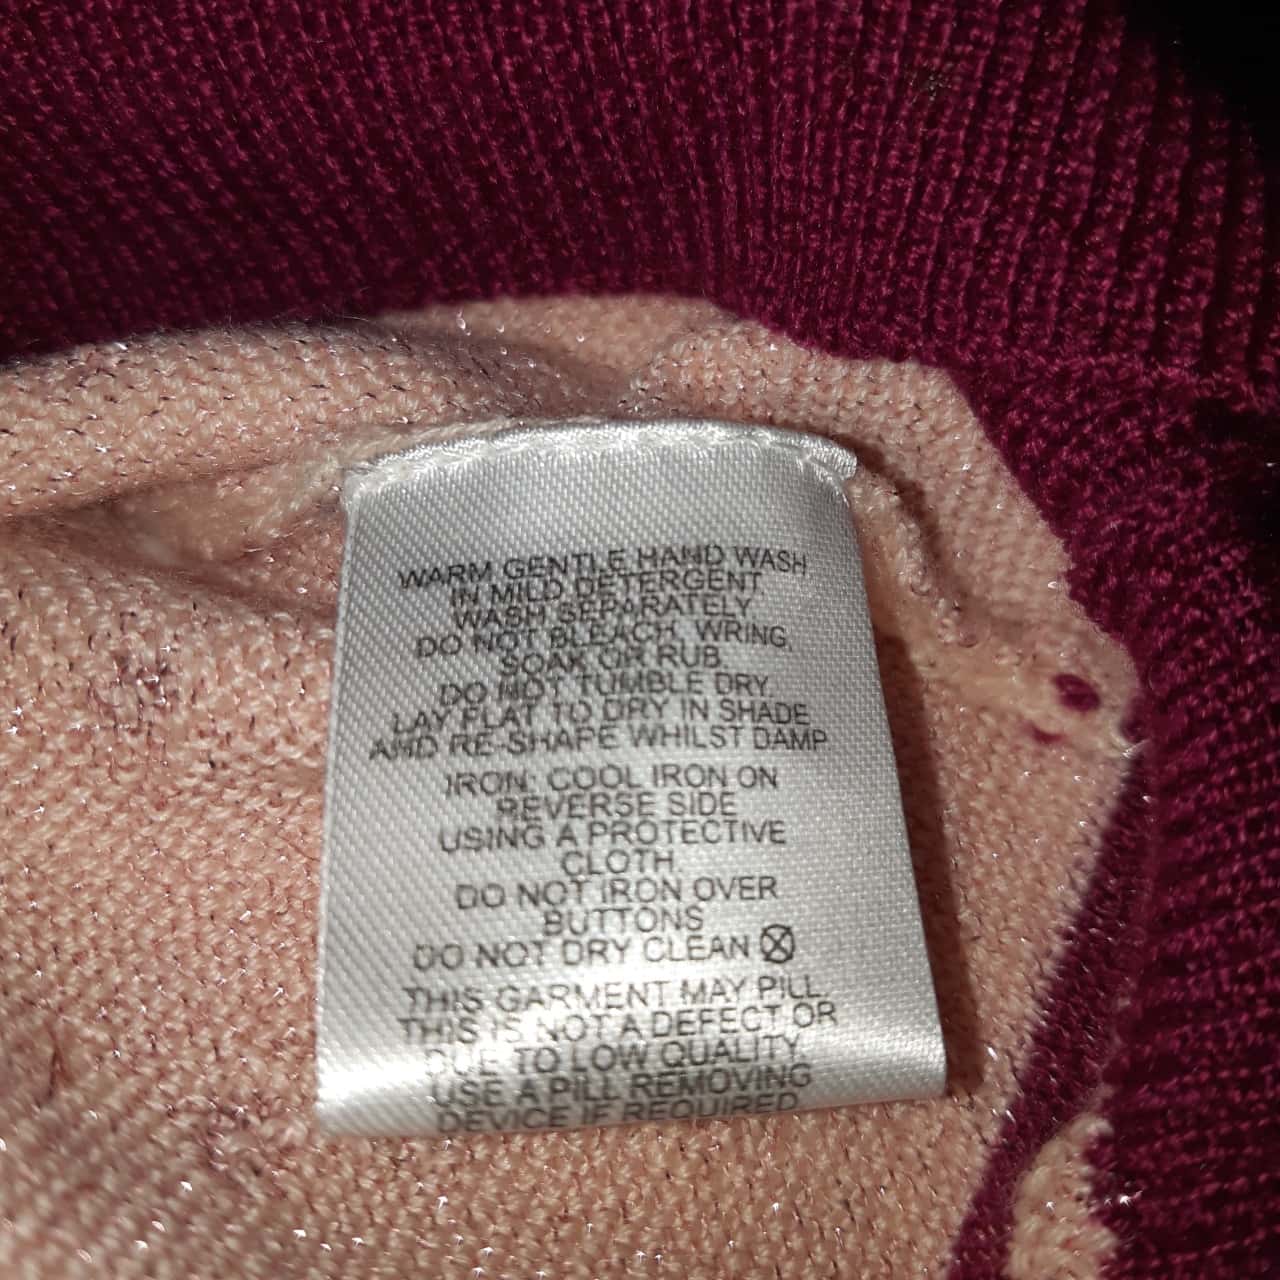 WARM GENTLE HAND WASH
IN MILD DETERGENT
WASH SEPARATELY
DO NOT BLEACH, WRING,
SOAK OR RUB.
DO NOT TUMBLE DRY.
LAY FLAT TO DRY IN SHADE
AND RE-SHAPE WHILST DAMP.
IRON: COOL IRON ON
REVERSE SIDE
USING A PROTECTIVE
CLOTH.
DO NOT IRON OVER
BUTTONS
DO NOT DRY CLEAN
THIS GARMENT MAY PILL.
THIS IS NOT A DEFECT OR
DUE TO LOW QUALITY.
USE A PILL REMOVING
DEVICE IF REQUIRED.